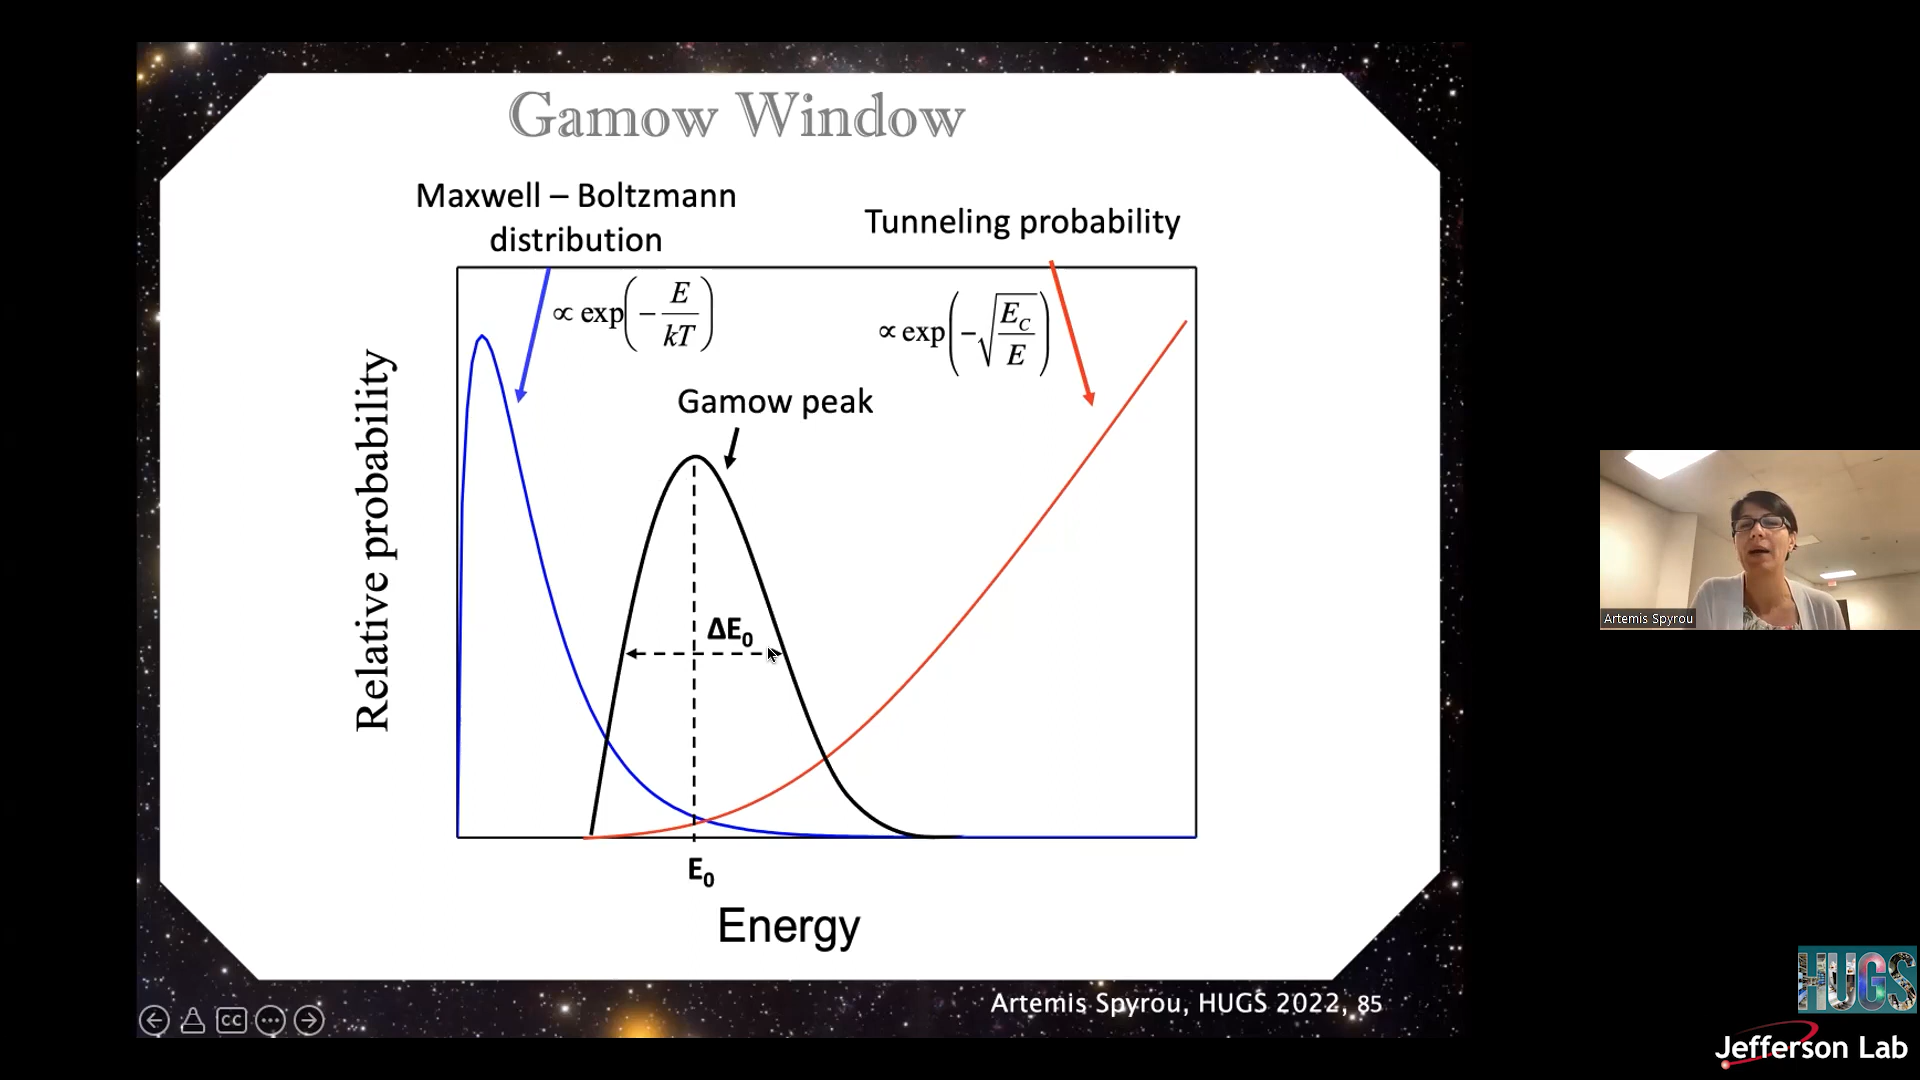 Gamow Window
Maxwell – Boltzmann
distribution
Tunneling probability
∝ exp(−E/kT)
∝ exp(−√(E_C/E))
Gamow peak
Relative probability
ΔE₀
E₀
Energy
Artemis Spyrou, HUGS 2022, 85
CC
Artemis Spyrou
HUGS
Jefferson Lab